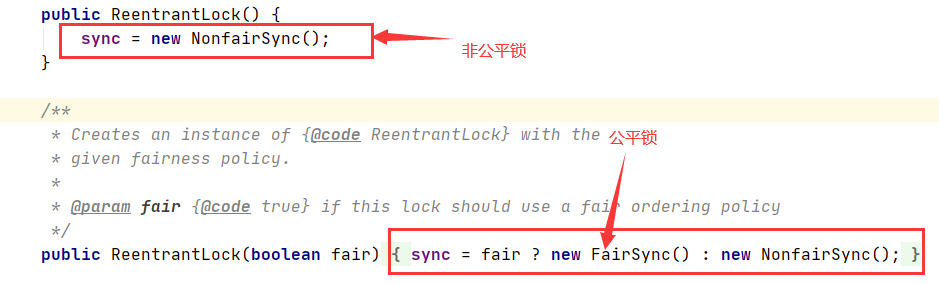 public ReentrantLock() {
sync = new NonfairSync();
非公平锁
}
/**
* Creates an instance of {@code ReentrantLock} with the
公平锁
* given fairness policy.
*
* @param fair {@code true} if this lock should use a fair ordering policy
*/
public ReentrantLock(boolean fair) { sync = fair ? new FairSync() : new NonfairSync(); }